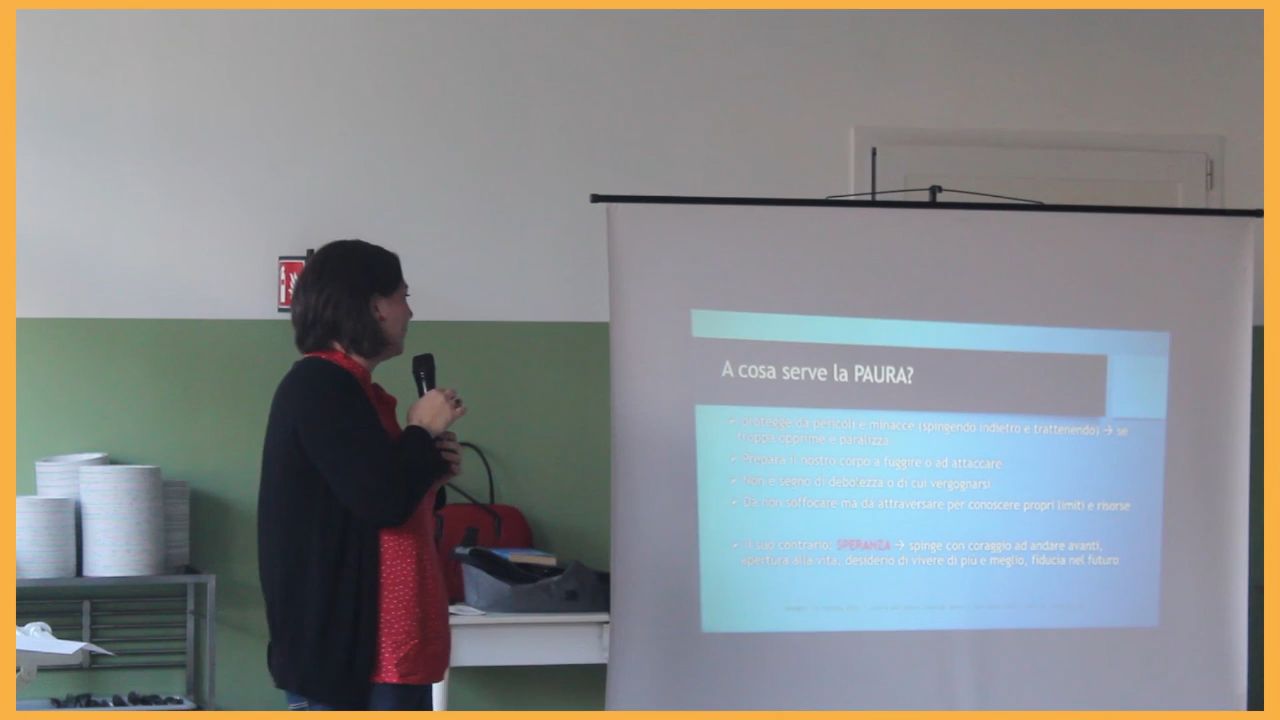 A cosa serve la PAURA?
protegge da pericoli e minacce (spingendo indietro e trattenendo) → se
troppa opprime e paralizza
Prepara il nostro corpo a fuggire o ad attaccare
Non è segno di debolezza o di cui vergognarsi
Da non soffocare ma da attraversare per conoscere propri limiti e risorse
Il suo contrario: SPERANZA → spinge con coraggio ad andare avanti,
apertura alla vita, desiderio di vivere di più e meglio, fiducia nel futuro